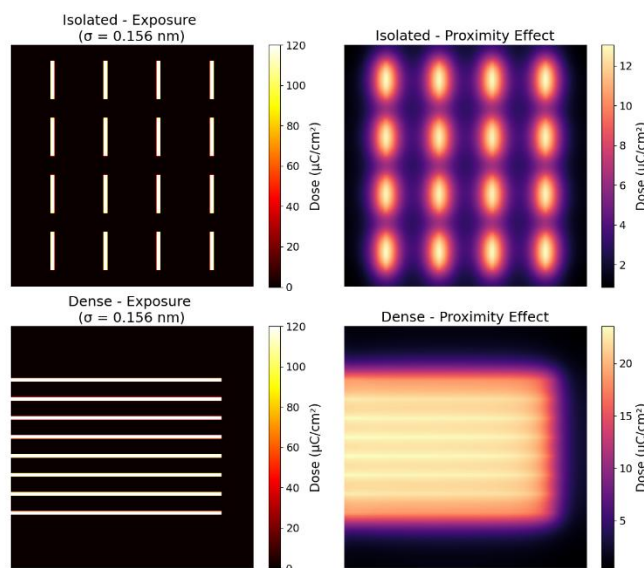 Isolated - Exposure
(σ = 0.156 nm)
120
100
80
60
40
20
0
Dose (μC/cm²)
Isolated - Proximity Effect
12
10
8
6
4
2
Dose (μC/cm²)
Dense - Exposure
(σ = 0.156 nm)
120
100
80
60
40
20
0
Dose (μC/cm²)
Dense - Proximity Effect
20
15
10
5
Dose (μC/cm²)